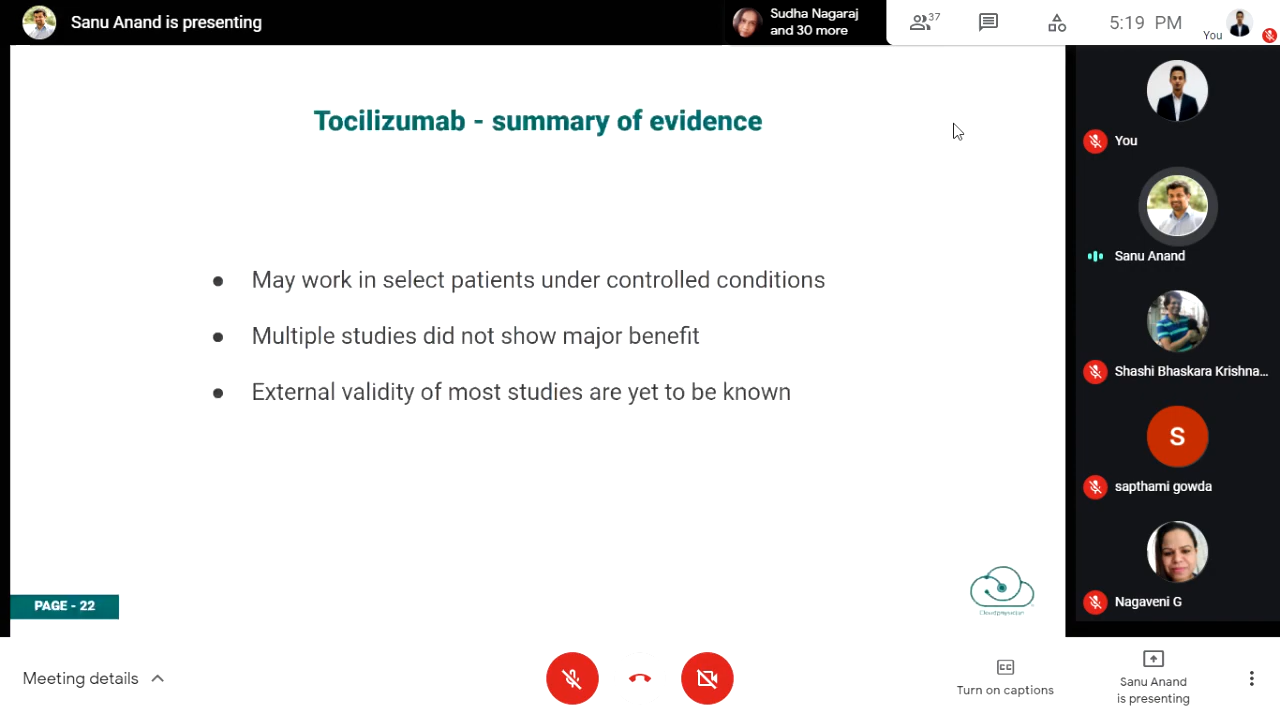 Sanu Anand is presenting
Sudha Nagaraj
and 30 more
37
5:19 PM
You
Tocilizumab - summary of evidence
● May work in select patients under controlled conditions
● Multiple studies did not show major benefit
● External validity of most studies are yet to be known
PAGE - 22
You
Sanu Anand
Shashi Bhaskara Krishna...
S
sapthami gowda
Nagaveni G
Meeting details
CC
Turn on captions
Sanu Anand
is presenting